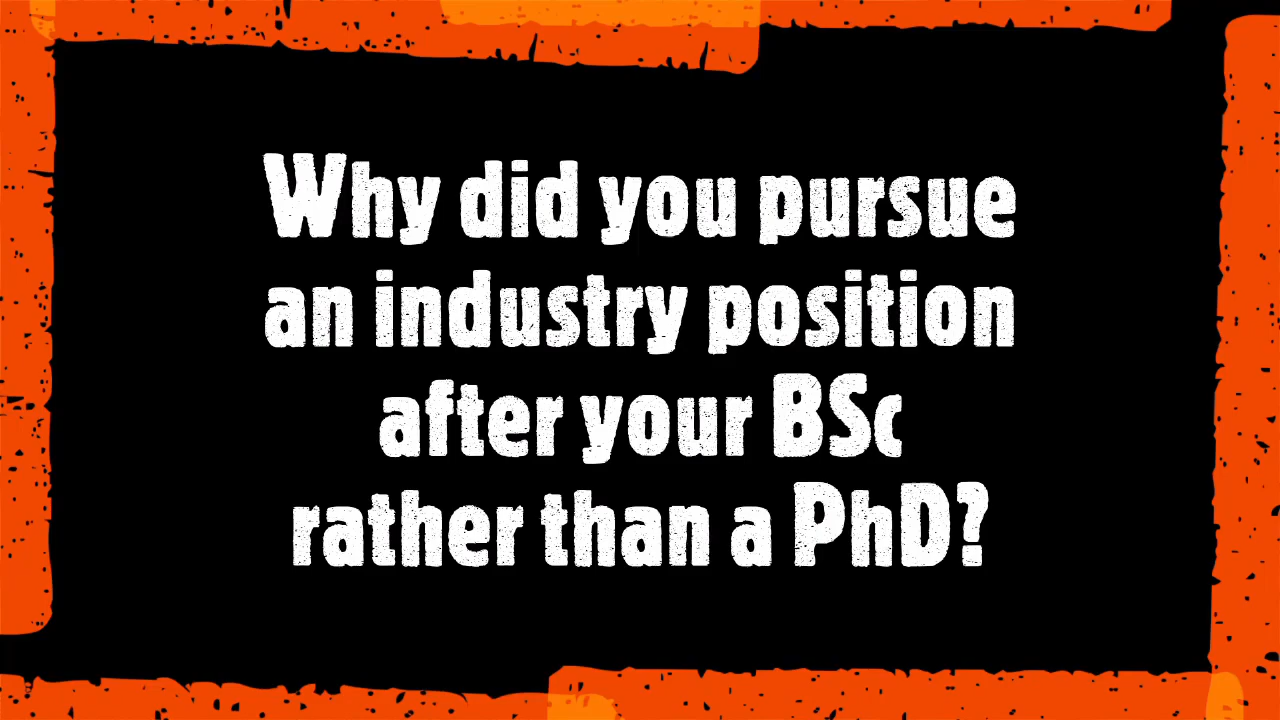 Why did you pursue
an industry position
after your BSc
rather than a PhD?